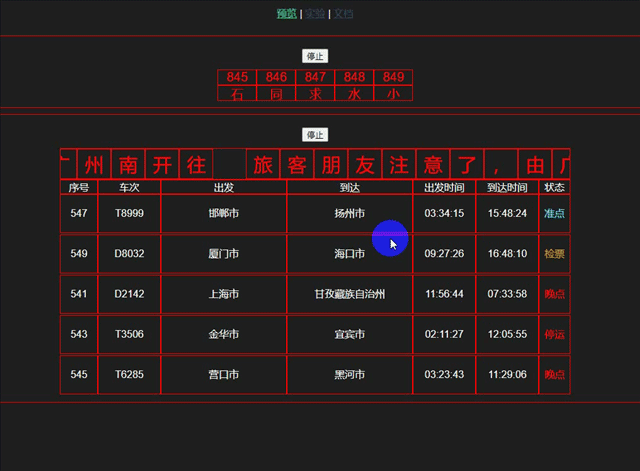 预览 | 实验 | 文档
停止
845 846 847 848 849
石 同 求 水 小
停止
州 南 开 往 旅 客 朋 友 注 意 了 ， 由
序号 车次 出发 到达 出发时间 到达时间 状态
547 T8999 邯郸市 扬州市 03:34:15 15:48:24 准点
549 D8032 厦门市 海口市 09:27:26 16:48:10 检票
541 D2142 上海市 甘孜藏族自治州 11:56:44 07:33:58 晚点
543 T3506 金华市 宜宾市 02:11:27 12:05:55 停运
545 T6285 营口市 黑河市 03:23:43 11:29:06 晚点